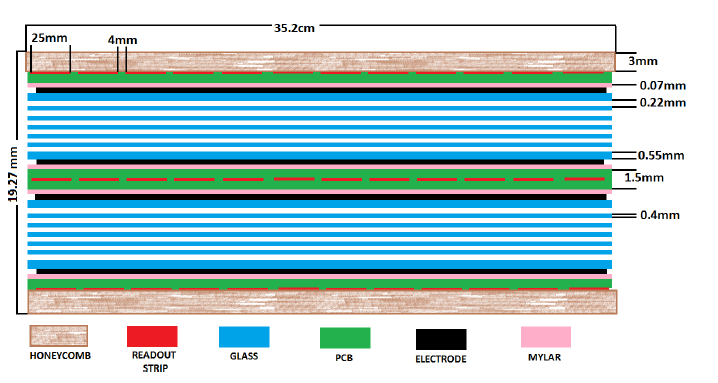 35.2cm
25mm
4mm
3mm
0.07mm
0.22mm
0.55mm
1.5mm
0.4mm
19.27 mm
HONEYCOMB
READOUT
STRIP
GLASS
PCB
ELECTRODE
MYLAR